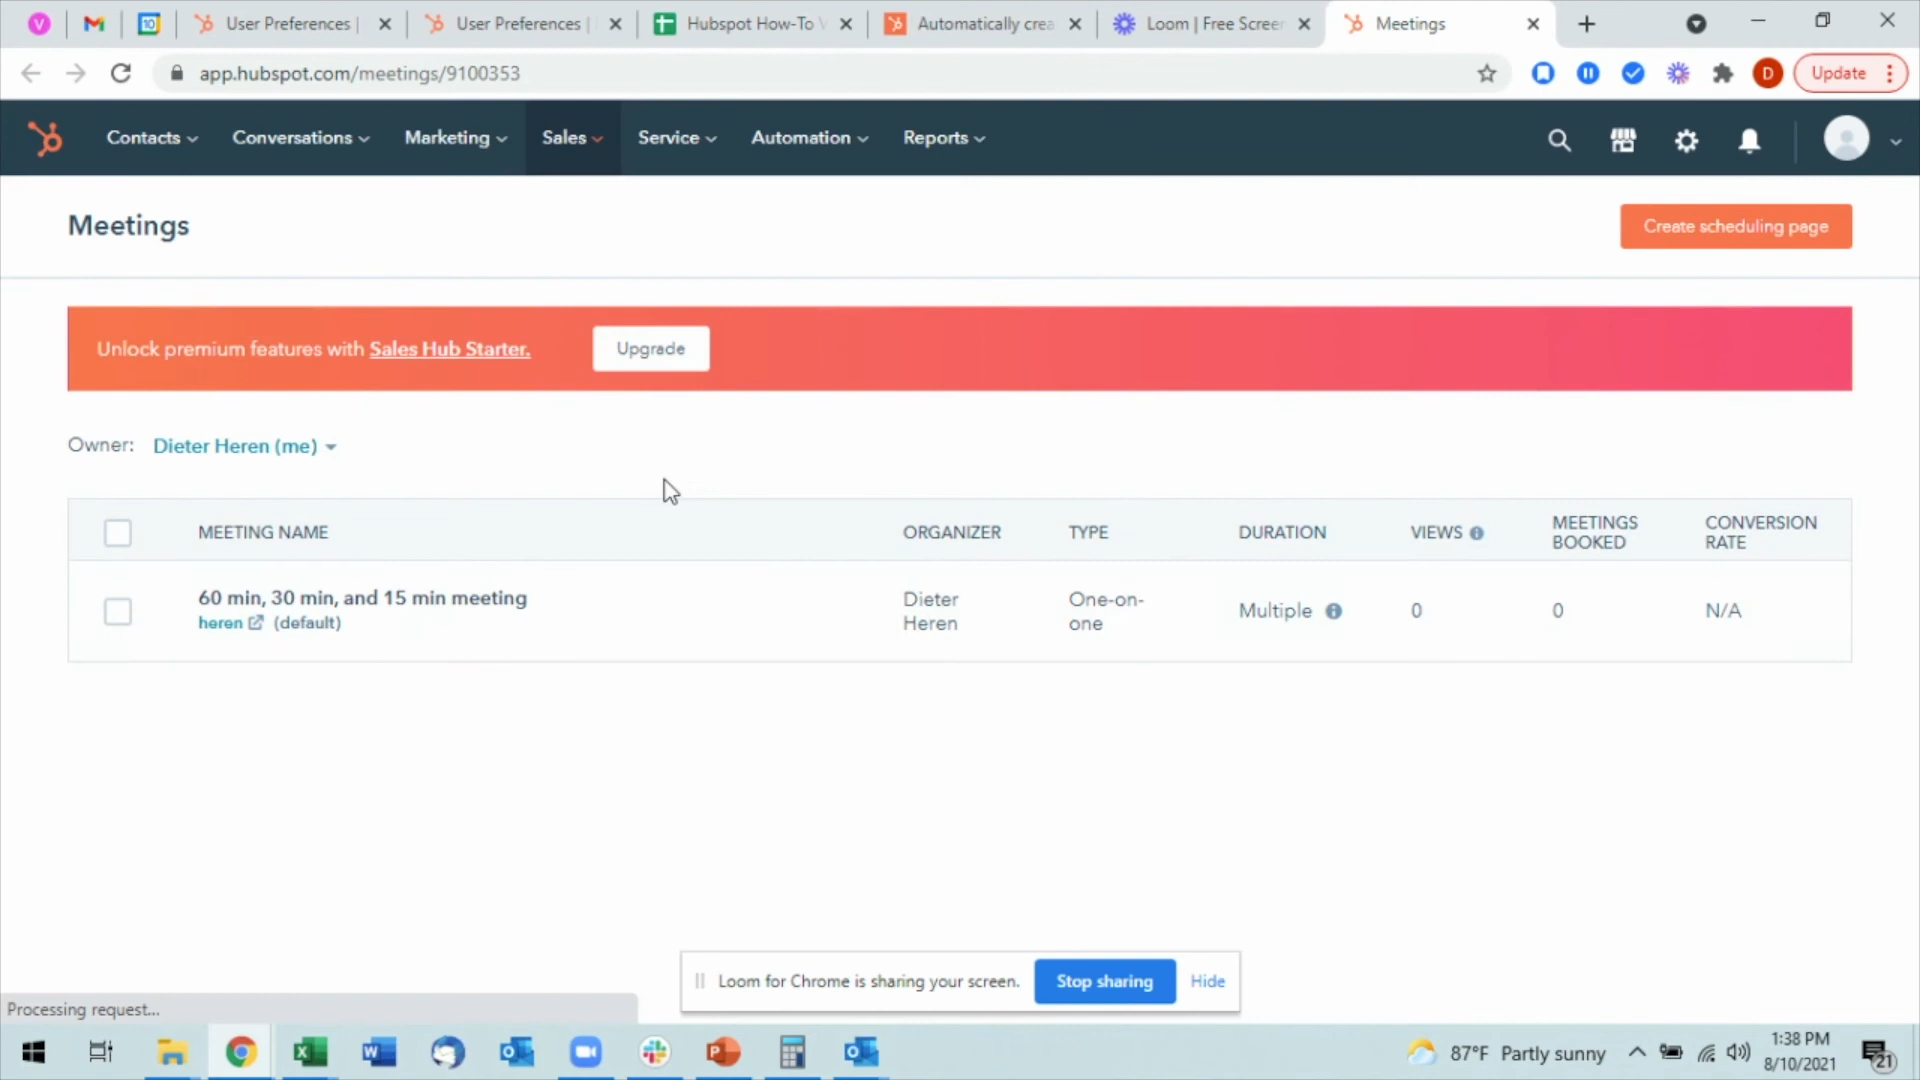 V
10
User Preferences |
User Preferences |
Hubspot How-To V
Automatically crea
Loom | Free Screen
Meetings
app.hubspot.com/meetings/9100353
D
Update
Contacts
Conversations
Marketing
Sales
Service
Automation
Reports
Meetings
Create scheduling page
Unlock premium features with Sales Hub Starter.
Upgrade
Owner: Dieter Heren (me)
MEETING NAME
ORGANIZER
TYPE
DURATION
VIEWS
MEETINGS
BOOKED
CONVERSION
RATE
60 min, 30 min, and 15 min meeting
heren (default)
Dieter
Heren
One-on-
one
Multiple
0
0
N/A
Loom for Chrome is sharing your screen.
Stop sharing
Hide
Processing request...
87°F Partly sunny
1:38 PM
8/10/2021
21